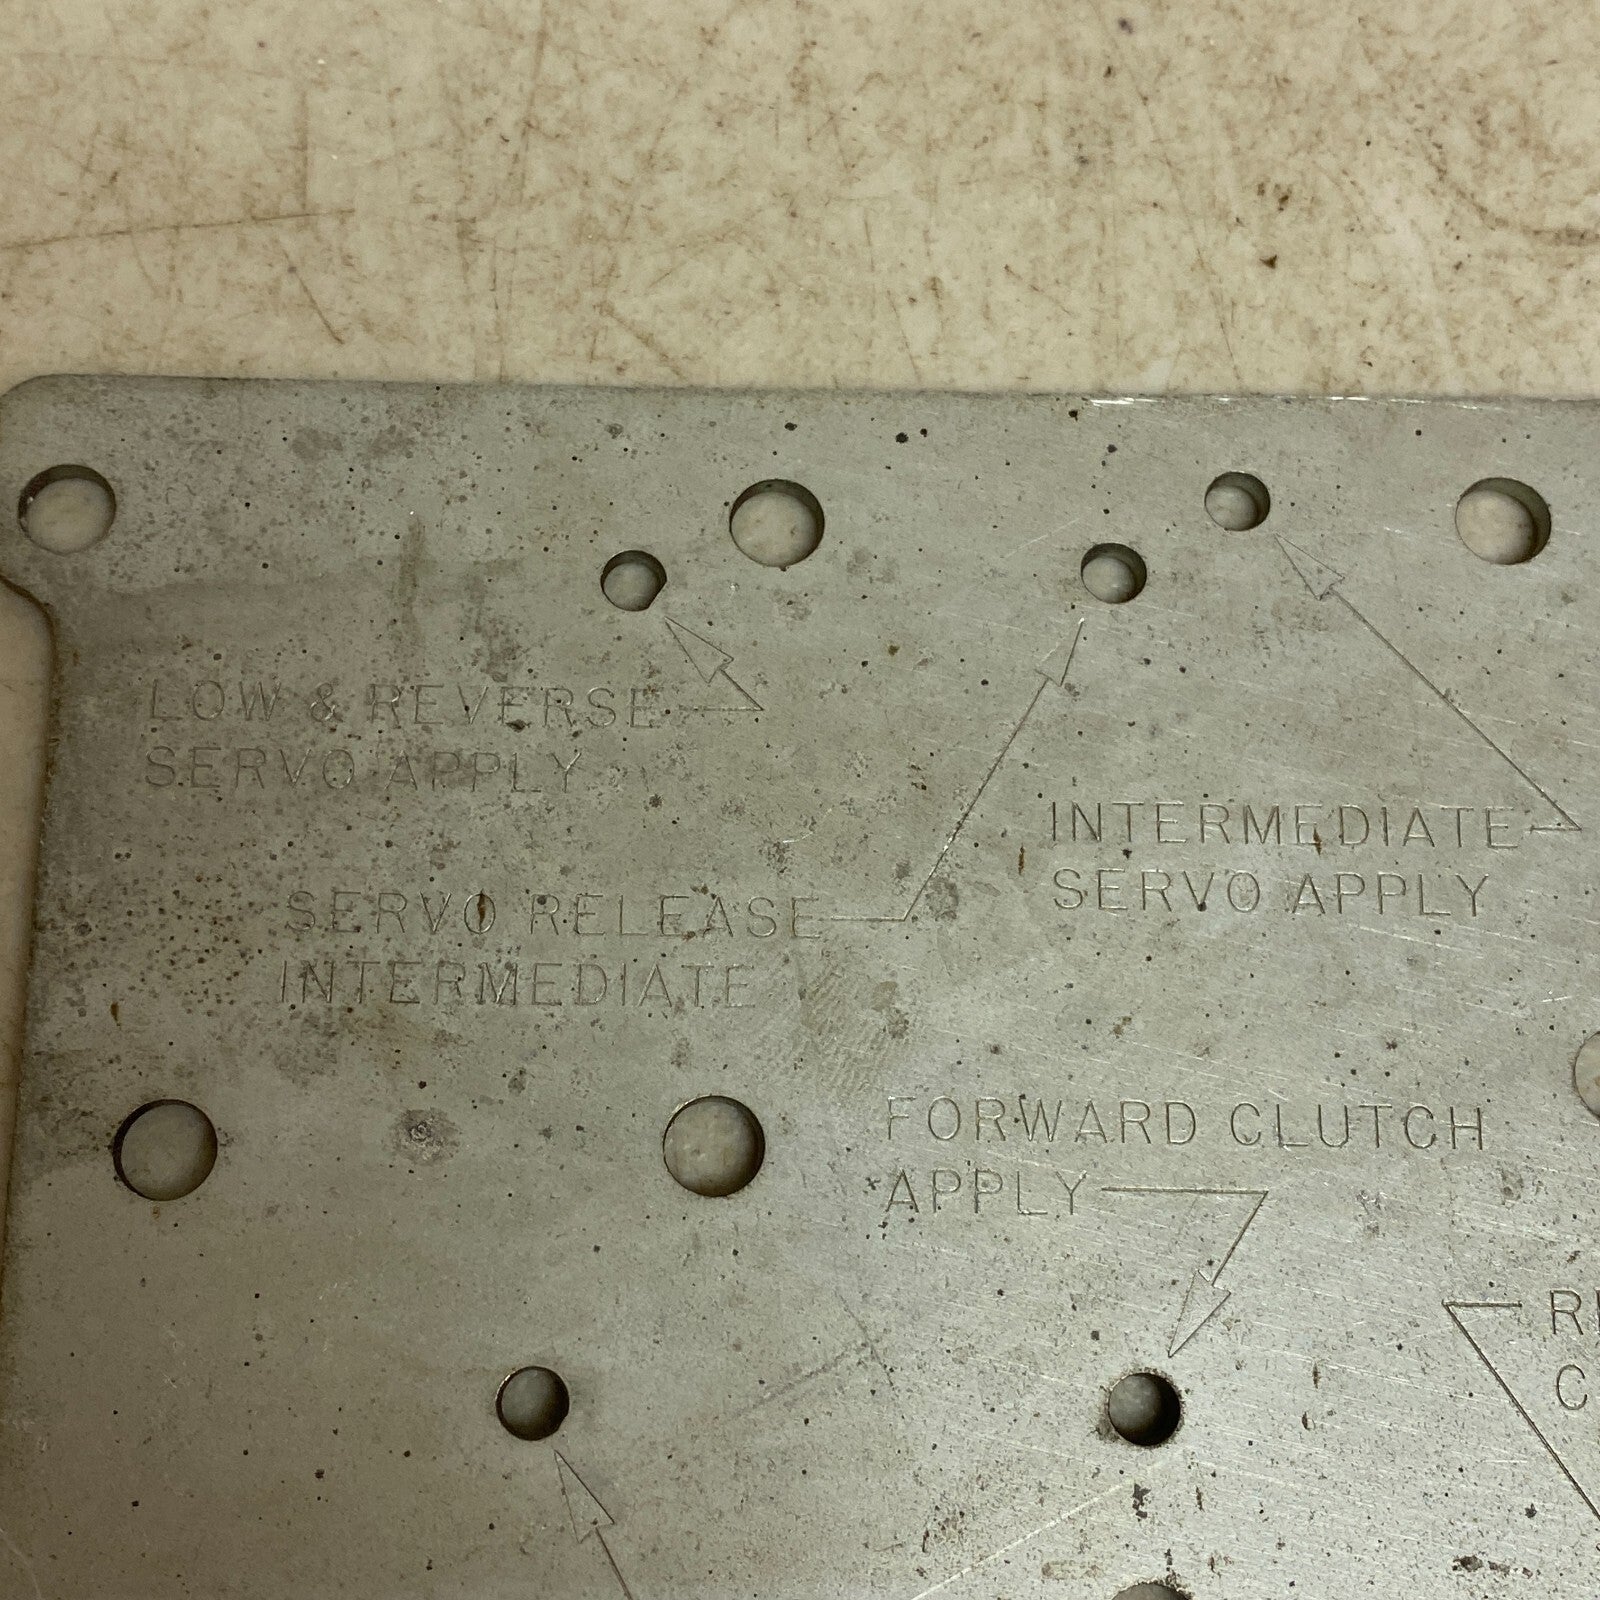 LOW & REVERSE
SERVO APPLY
INTERMEDIATE
SERVO APPLY
SERVO RELEASE
INTERMEDIATE
FORWARD CLUTCH
APPLY